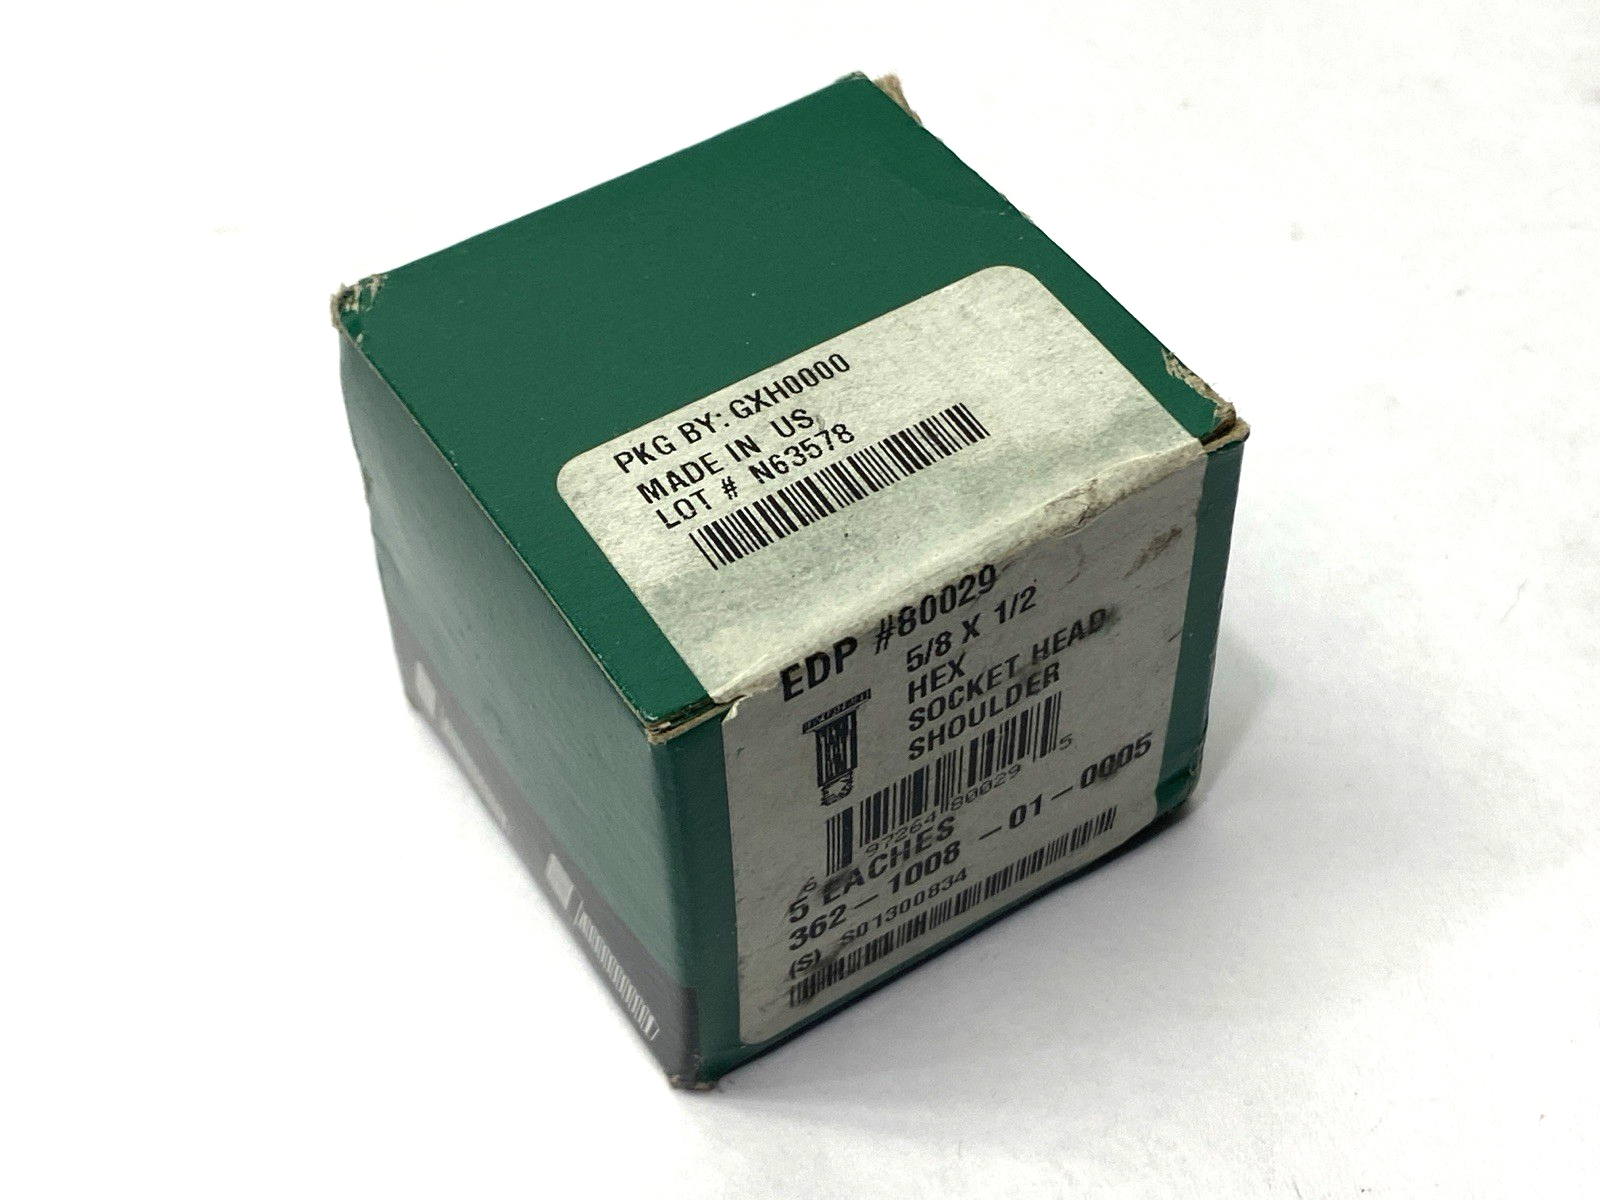 PKG BY: GXH0000
MADE IN US
LOT # N63578
EDP #80029
5/8 X 1/2
HEX
SOCKET HEAD
SHOULDER
6 97264 80029 5
5 EACHES
362-1008 -01-0005
(S) S01300834